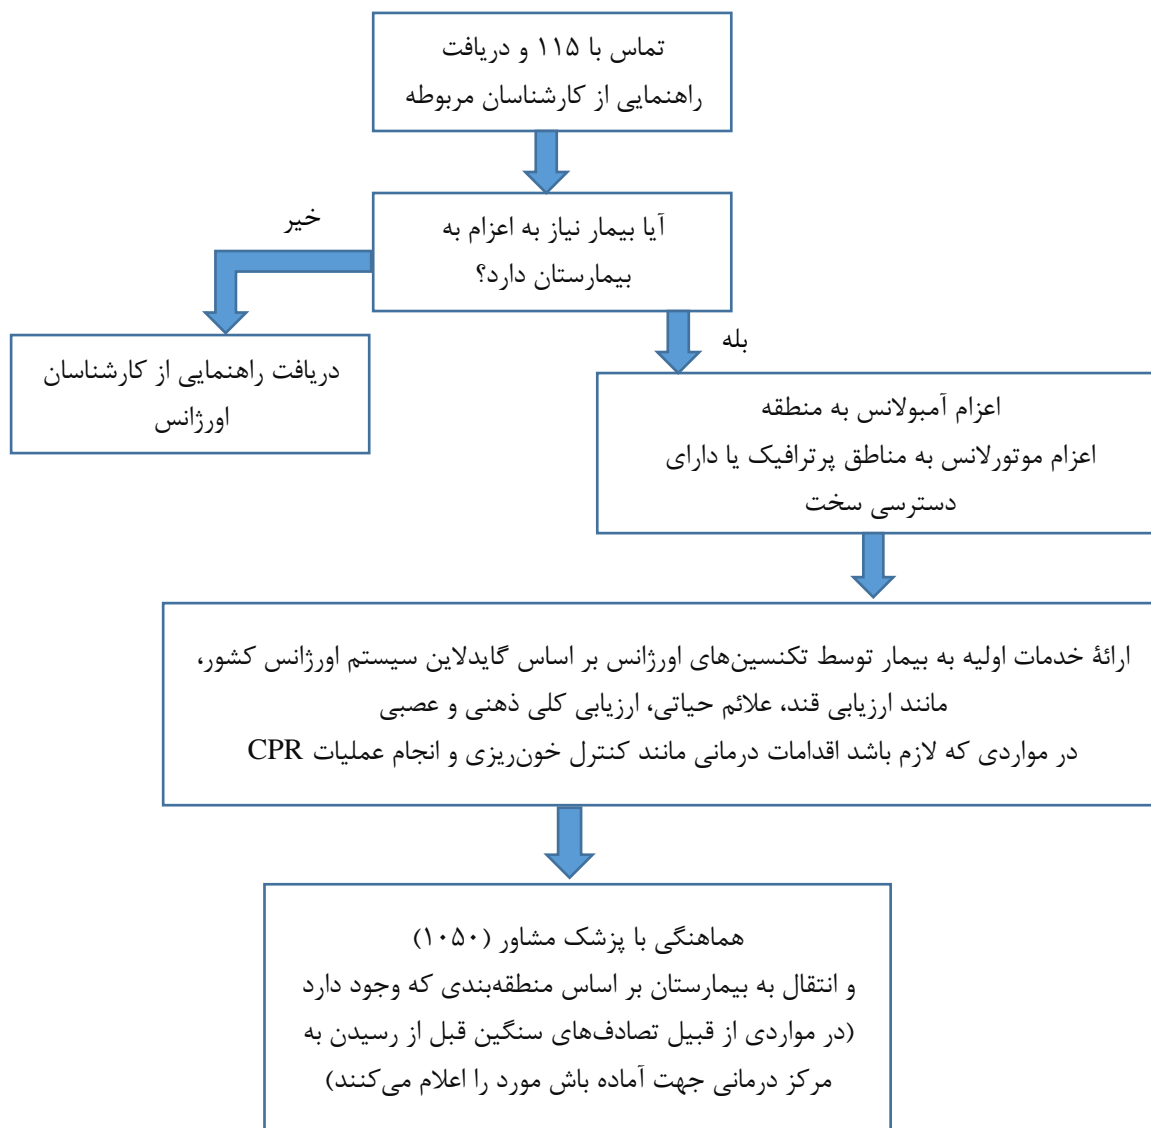 تماس با ۱۱۵ و دریافت
راهنمایی از کارشناسان مربوطه
آیا بیمار نیاز به اعزام به
بیمارستان دارد؟
خیر
بله
دریافت راهنمایی از کارشناسان
اورژانس
اعزام آمبولانس به منطقه
اعزام موتورلانس به مناطق پرترافیک یا دارای
دسترسی سخت
ارائهٔ خدمات اولیه به بیمار توسط تکنسین‌های اورژانس بر اساس گایدلاین سیستم اورژانس کشور،
مانند ارزیابی قند، علائم حیاتی، ارزیابی کلی ذهنی و عصبی
در مواردی که لازم باشد اقدامات درمانی مانند کنترل خون‌ریزی و انجام عملیات CPR
هماهنگی با پزشک مشاور (۱۰۵۰)
و انتقال به بیمارستان بر اساس منطقه‌بندی که وجود دارد
(در مواردی از قبیل تصادف‌های سنگین قبل از رسیدن به
مرکز درمانی جهت آماده باش مورد را اعلام می‌کنند)